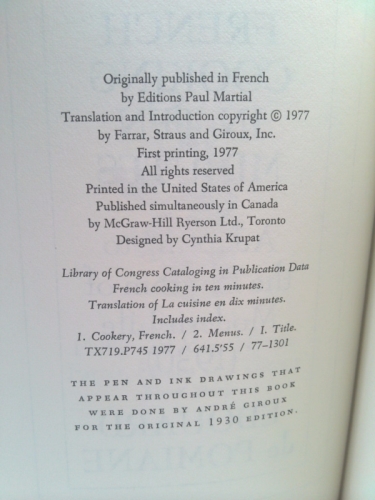 Originally published in French
by Editions Paul Martial
Translation and Introduction copyright © 1977
by Farrar, Straus and Giroux, Inc.
First printing, 1977
All rights reserved
Printed in the United States of America
Published simultaneously in Canada
by McGraw-Hill Ryerson Ltd., Toronto
Designed by Cynthia Krupat
Library of Congress Cataloging in Publication Data
French cooking in ten minutes.
Translation of La cuisine en dix minutes.
Includes index.
1. Cookery, French. / 2. Menus. / I. Title.
TX719.P745 1977 / 641.5'55 / 77-1301
THE PEN AND INK DRAWINGS THAT
APPEAR THROUGHOUT THIS BOOK
WERE DONE BY ANDRÉ GIROUX
FOR THE ORIGINAL 1930 EDITION.